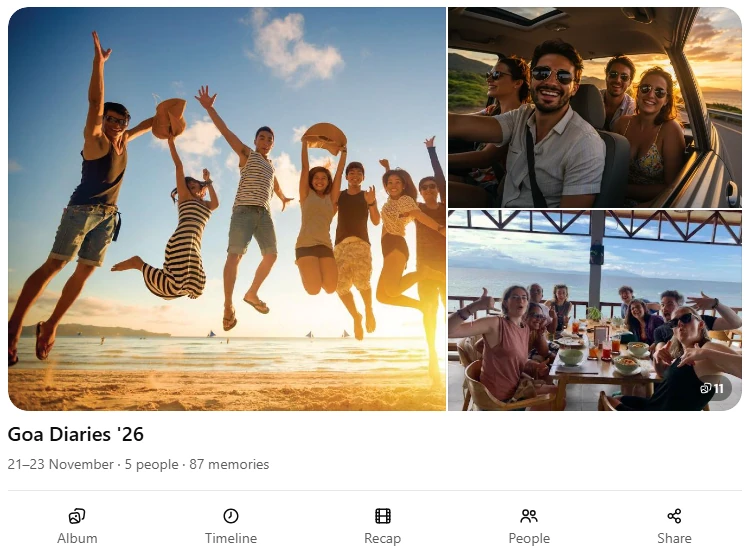 11
Goa Diaries '26
21–23 November · 5 people · 87 memories
Album
Timeline
Recap
People
Share